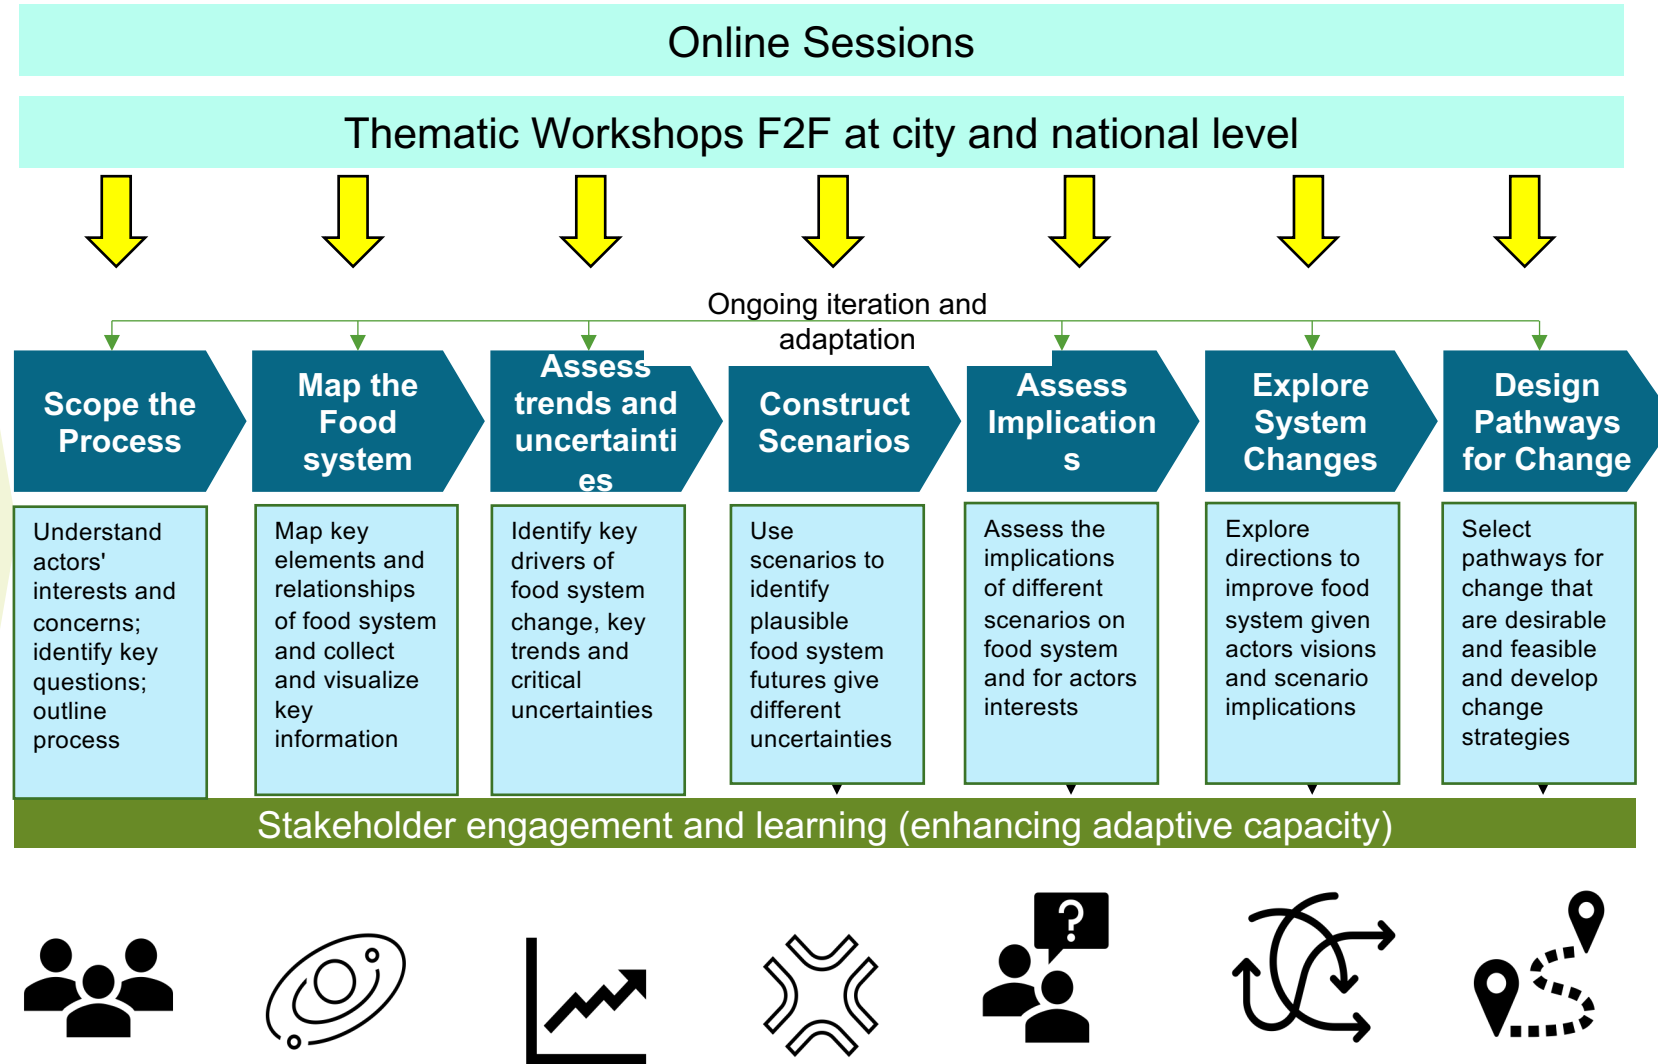 Online Sessions
Thematic Workshops F2F at city and national level
Ongoing iteration and
adaptation
Scope the
Process
Map the
Food
system
Assess
trends and
uncertainti
es
Construct
Scenarios
Assess
Implication
s
Explore
System
Changes
Design
Pathways
for Change
Understand
actors'
interests and
concerns;
identify key
questions;
outline
process
Map key
elements and
relationships
of food system
and collect
and visualize
key
information
Identify key
drivers of
food system
change, key
trends and
critical
uncertainties
Use
scenarios to
identify
plausible
food system
futures give
different
uncertainties
Assess the
implications
of different
scenarios on
food system
and for actors
interests
Explore
directions to
improve food
system given
actors visions
and scenario
implications
Select
pathways for
change that
are desirable
and feasible
and develop
change
strategies
Stakeholder engagement and learning (enhancing adaptive capacity)
?